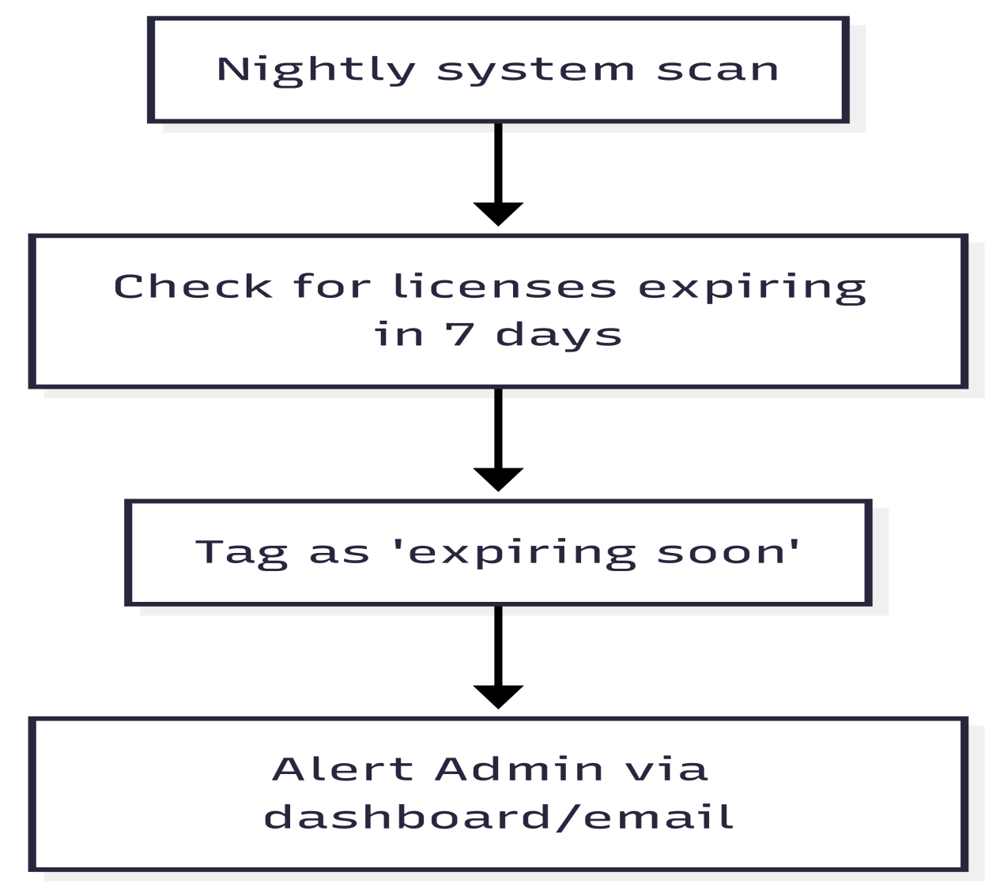 Nightly system scan
Check for licenses expiring
in 7 days
Tag as 'expiring soon'
Alert Admin via
dashboard/email